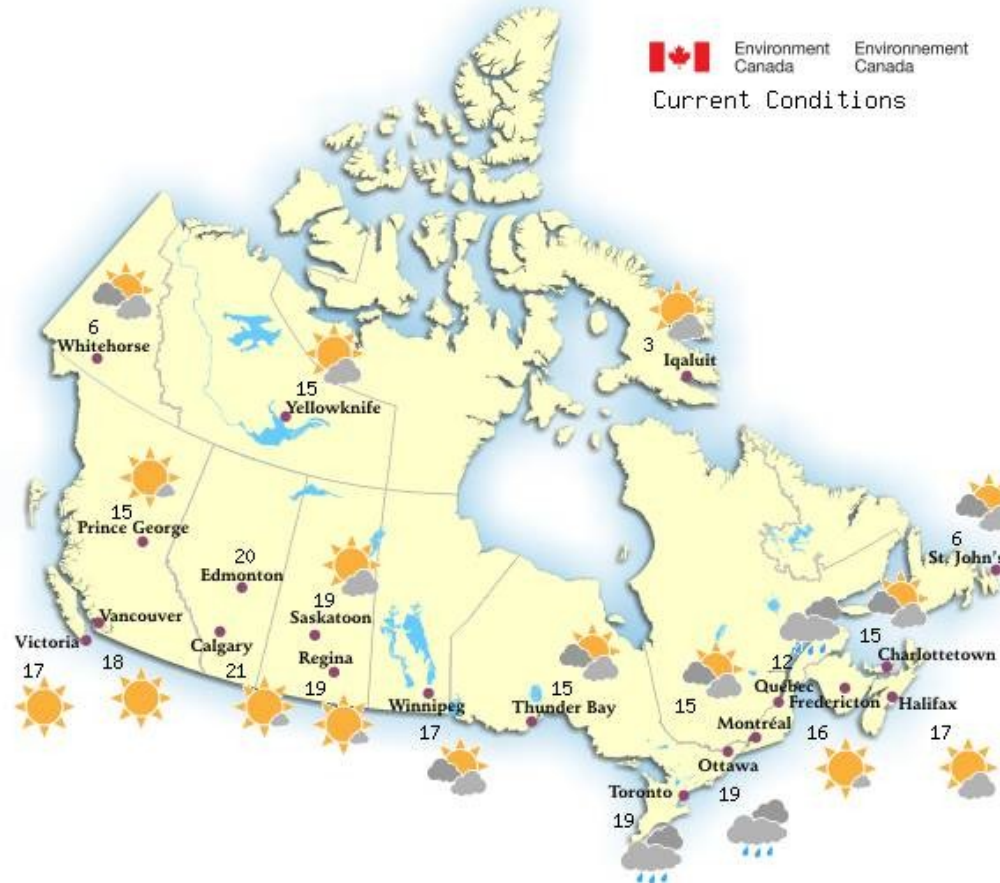 Environment Environnement
Canada Canada
Current Conditions
6
Whitehorse
3
Iqaluit
15
Yellowknife
15
Prince George
6
St. John's
20
Edmonton
19
Saskatoon
Vancouver
Victoria
17
18
Calgary
21
Regina
19
Winnipeg
17
15
Thunder Bay
15
Charlottetown
12
Québec
Fredericton
Halifax
15
Montréal
16
17
Ottawa
19
Toronto
19